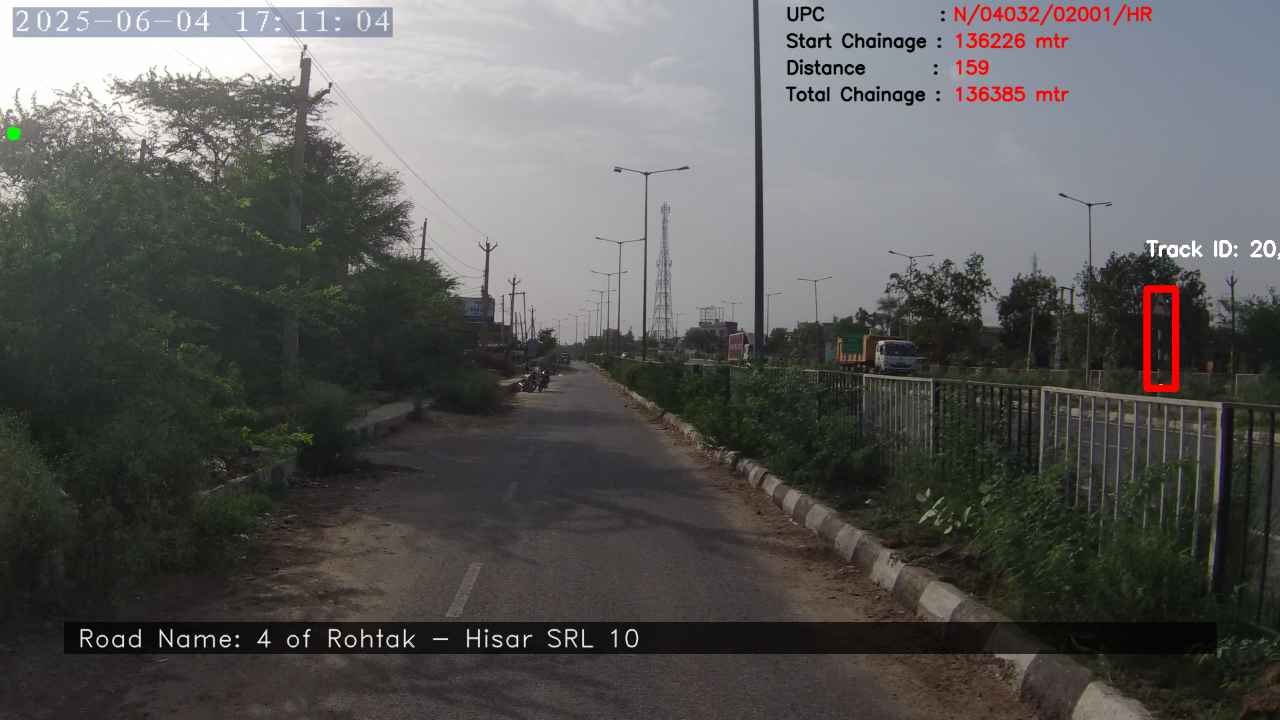 2025-06-04 17:11:04
UPC : N/04032/02001/HR
Start Chainage : 136226 mtr
Distance : 159
Total Chainage : 136385 mtr
Track ID: 20,
Road Name: 4 of Rohtak - Hisar SRL 10